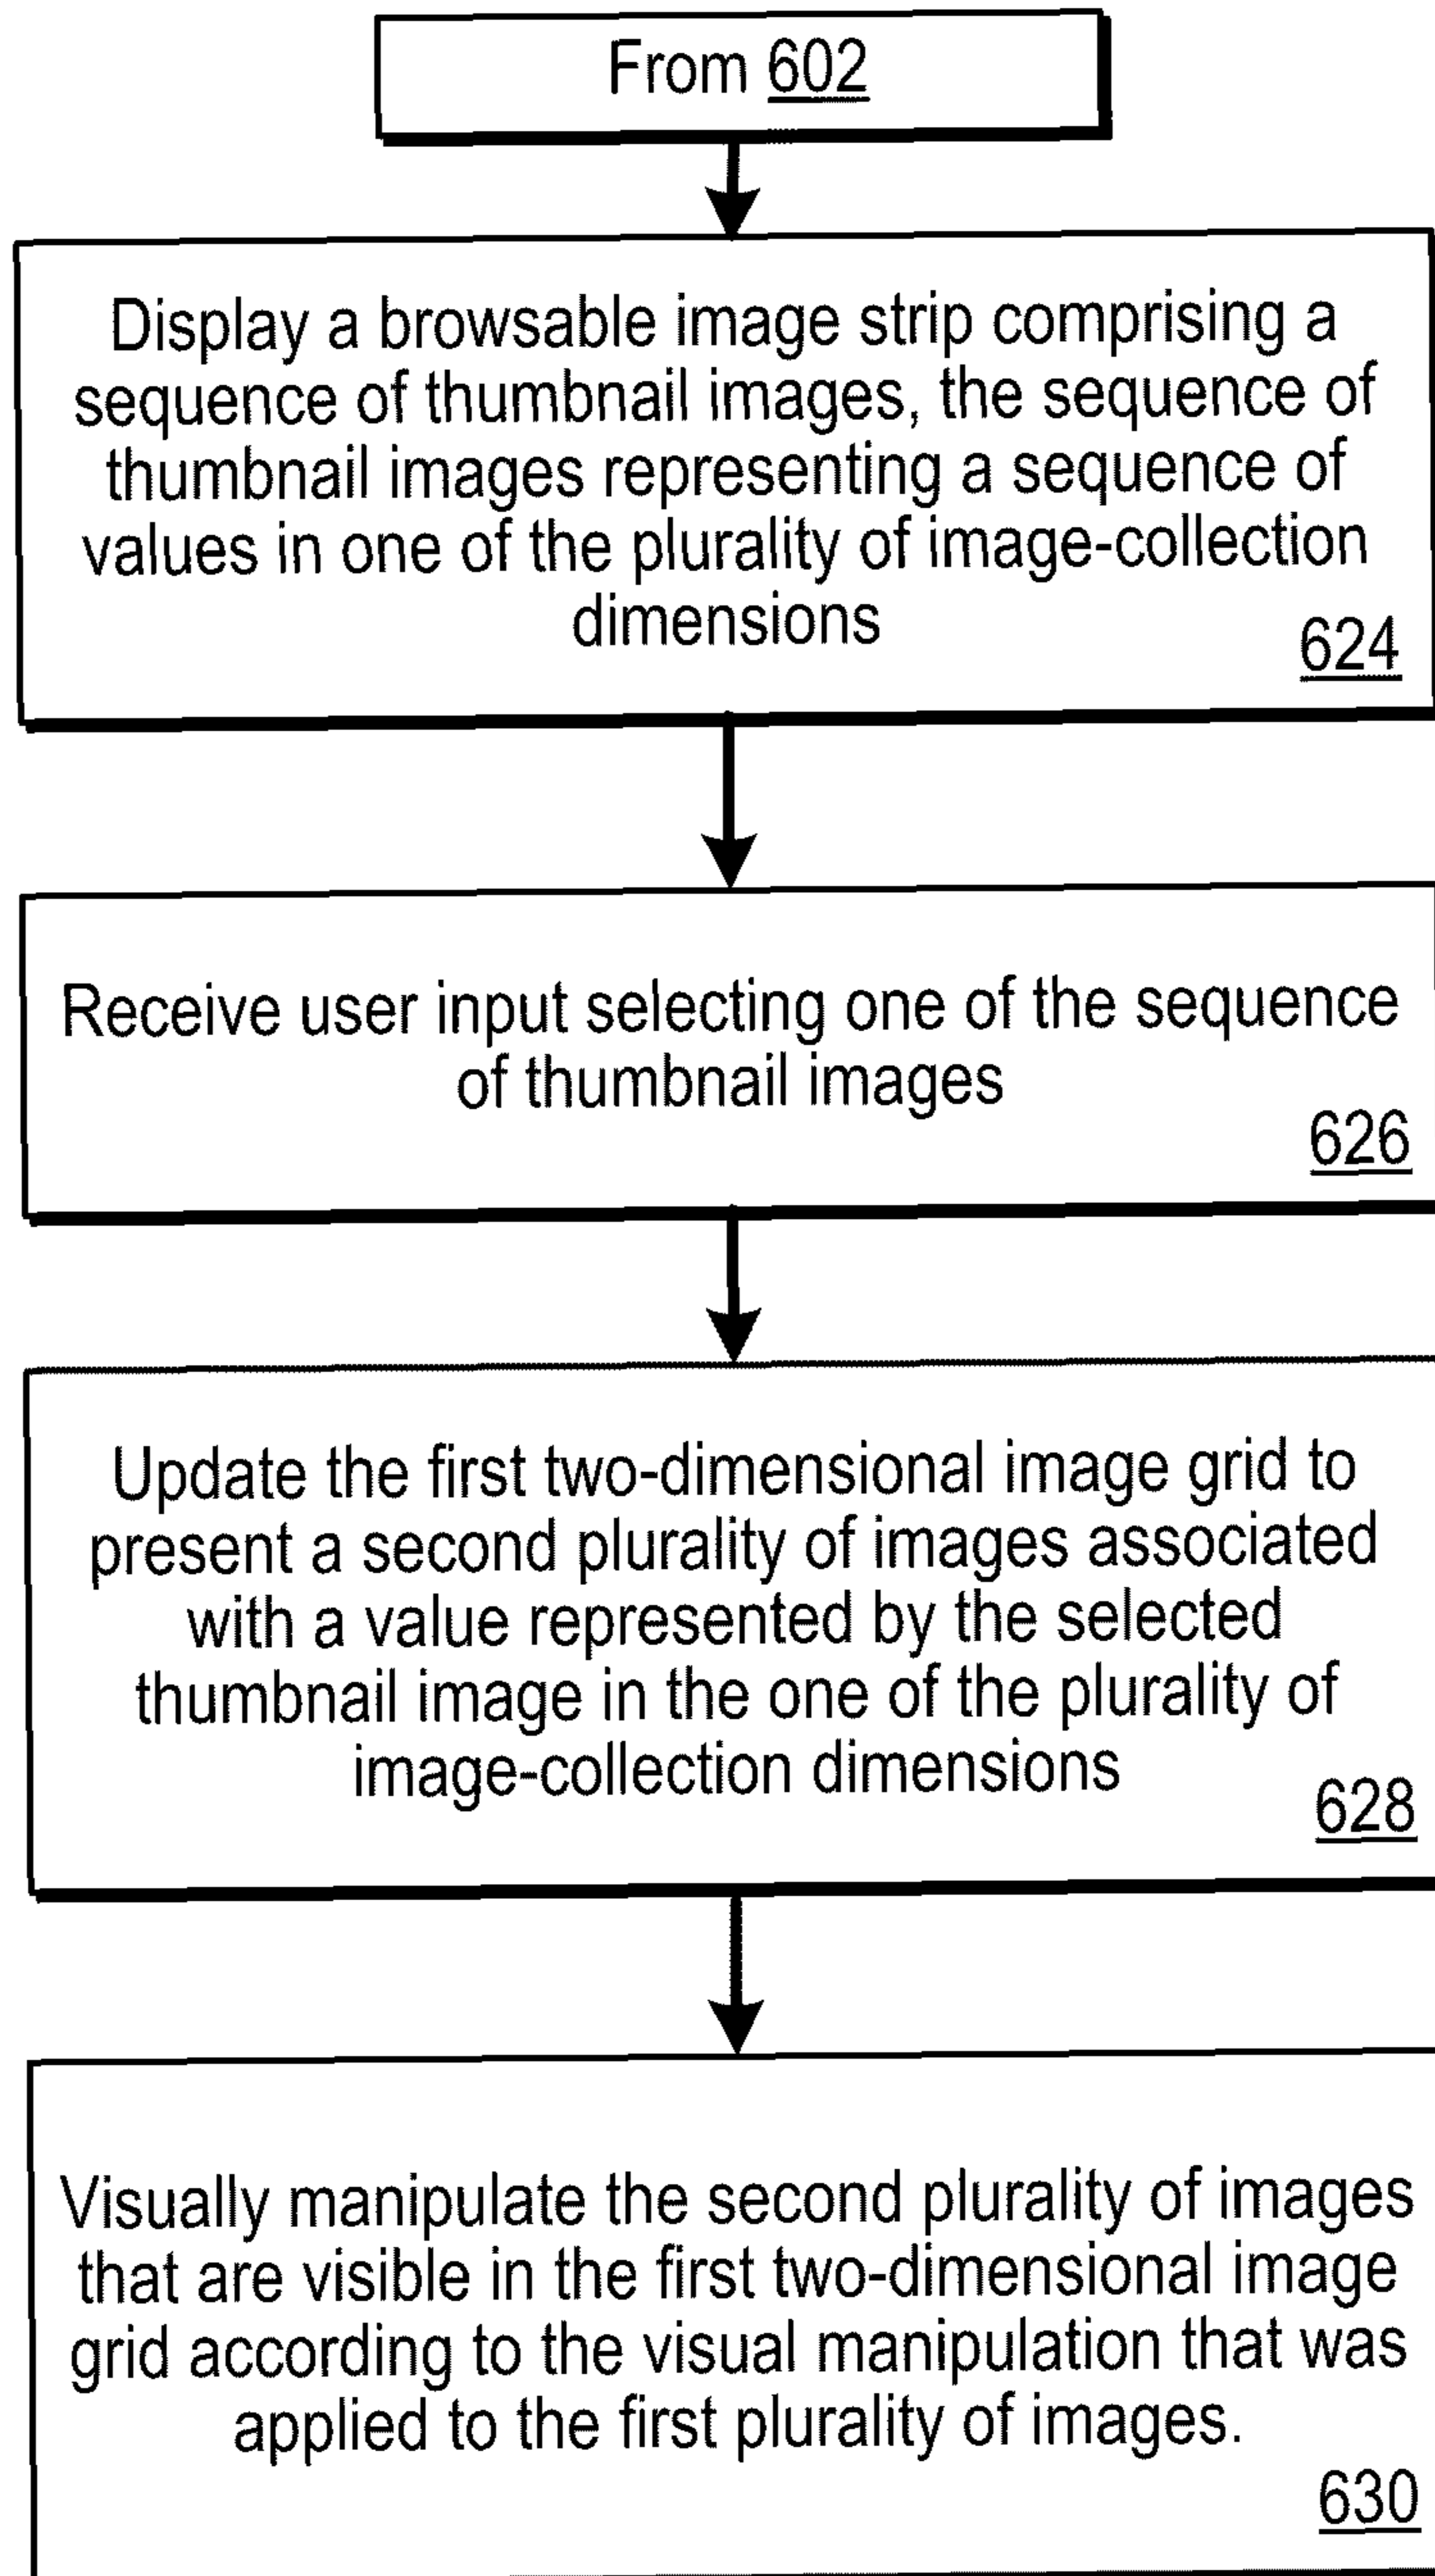 From 602
Display a browsable image strip comprising a
sequence of thumbnail images, the sequence of
thumbnail images representing a sequence of
values in one of the plurality of image-collection
dimensions
624
Receive user input selecting one of the sequence
of thumbnail images
626
Update the first two-dimensional image grid to
present a second plurality of images associated
with a value represented by the selected
thumbnail image in the one of the plurality of
image-collection dimensions
628
Visually manipulate the second plurality of images
that are visible in the first two-dimensional image
grid according to the visual manipulation that was
applied to the first plurality of images.
630